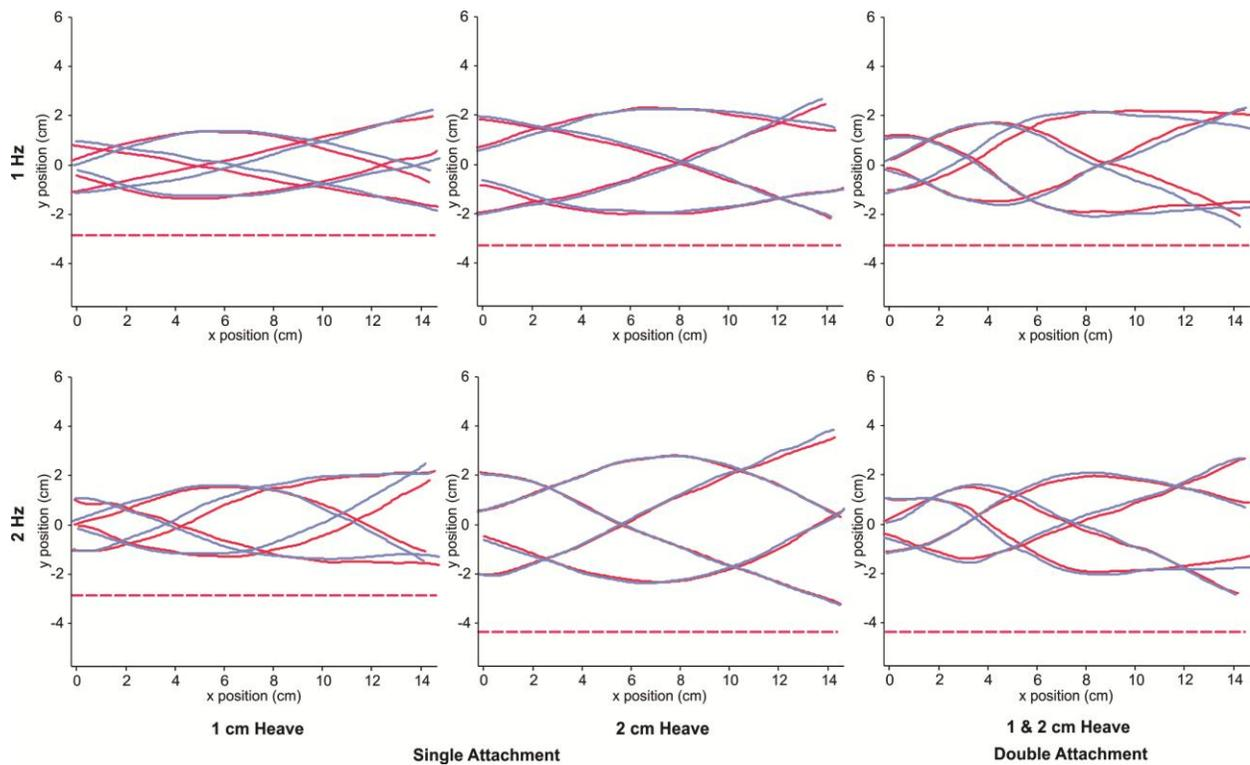 6
4
2
0
-2
-4
y position (cm)
1 Hz
0 2 4 6 8 10 12 14
x position (cm)
6
4
2
0
-2
-4
y position (cm)
0 2 4 6 8 10 12 14
x position (cm)
6
4
2
0
-2
-4
y position (cm)
0 2 4 6 8 10 12 14
x position (cm)
6
4
2
0
-2
-4
y position (cm)
2 Hz
0 2 4 6 8 10 12 14
x position (cm)
6
4
2
0
-2
-4
y position (cm)
0 2 4 6 8 10 12 14
x position (cm)
6
4
2
0
-2
-4
y position (cm)
0 2 4 6 8 10 12 14
x position (cm)
1 cm Heave
2 cm Heave
1 & 2 cm Heave
Single Attachment
Double Attachment